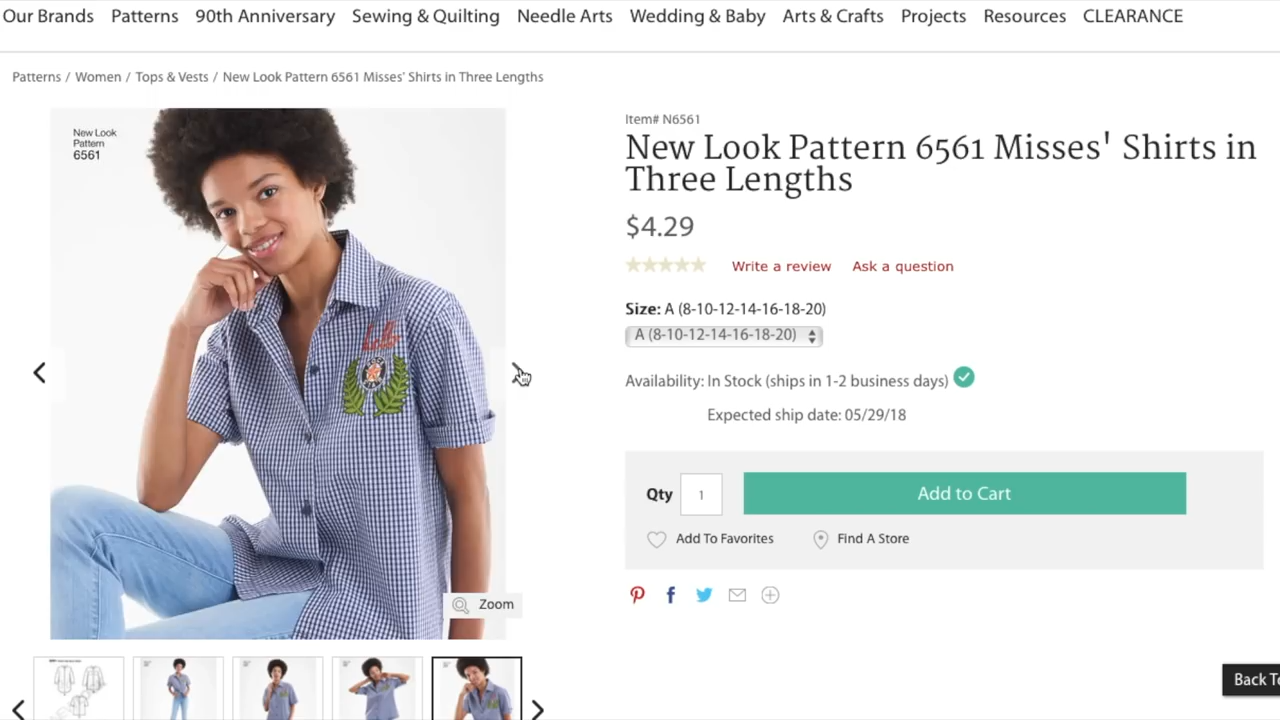 Our Brands Patterns 90th Anniversary Sewing & Quilting Needle Arts Wedding & Baby Arts & Crafts Projects Resources CLEARANCE
Patterns / Women / Tops & Vests / New Look Pattern 6561 Misses' Shirts in Three Lengths
New Look
Pattern
6561
Zoom
Item# N6561
New Look Pattern 6561 Misses' Shirts in
Three Lengths
$4.29
Write a review Ask a question
Size: A (8-10-12-14-16-18-20)
A (8-10-12-14-16-18-20)
Availability: In Stock (ships in 1-2 business days)
Expected ship date: 05/29/18
Qty 1 Add to Cart
Add To Favorites Find A Store
Back To